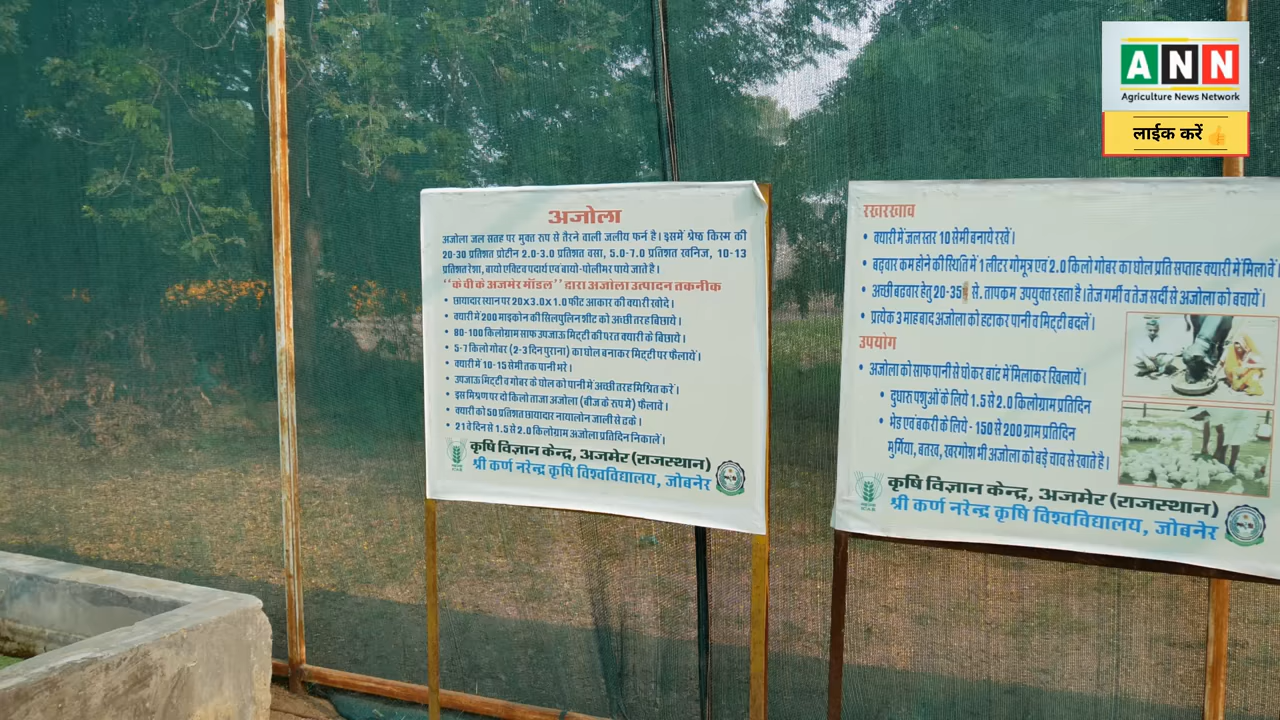 ANN
Agriculture News Network
लाईक करें
अजोला
अजोला जल सतह पर मुक्त रुप से तैरने वाली जलीय फर्न है। इसमें श्रेष्ठ किस्म की
20-30 प्रतिशत प्रोटीन 2.0-3.0 प्रतिशत वसा, 5.0-7.0 प्रतिशत खनिज, 10-13
प्रतिशत रेशा, बायो एक्टिव पदार्थ एवं बायो-पोलीमर पाये जाते है।
"के वी के अजमेर मॉडल" द्वारा अजोला उत्पादन तकनीक
• छायादार स्थान पर 20x3.0x1.0 फीट आकार की क्यारी खोदे।
• क्यारी में 200 माइक्रोन की सिलपुलिन शीट को अच्छी तरह बिछाये।
• 80-100 किलोग्राम साफ उपजाऊ मिट्टी की परत क्यारी के बिछाये।
• 5-7 किलो गोबर (2-3 दिन पुराना) का घोल बनाकर मिट्टी पर फैलायें।
• क्यारी में 10-15 सेमी तक पानी भरे।
• उपजाऊ मिट्टी व गोबर के घोल को पानी में अच्छी तरह मिश्रित करें।
• इस मिश्रण पर दो किलो ताजा अजोला (बीज के रुप में) फैलावे।
• क्यारी को 50 प्रतिशत छायादार नायालोन जाली से ढके।
• 21 वे दिन से 1.5 से 2.0 किलोग्राम अजोला प्रतिदिन निकालें।
कृषि विज्ञान केन्द्र, अजमेर (राजस्थान)
श्री कर्ण नरेन्द्र कृषि विश्वविद्यालय, जोबनेर
रखरखाव
• क्यारी में जल स्तर 10 सेमी बनाये रखें।
• बढ़वार कम होने की स्थिति में 1 लीटर गोमूत्र एवं 2.0 किलो गोबर का घोल प्रति सप्ताह क्यारी में मिलावें
• अच्छी बढवार हेतु 20-35 से. तापकम उपयुक्त रहता है। तेज गर्मी व तेज सर्दी से अजोला को बचायें।
• प्रत्येक 3 माह बाद अजोला को हटाकर पानी व मिट्टी बदलें।
उपयोग
• अजोला को साफ पानी से धोकर बांट में मिलाकर खिलायें।
• दुधारु पशुओं के लिये 1.5 से 2.0 किलोग्राम प्रतिदिन
• भेड एवं बकरी के लिये - 150 से 200 ग्राम प्रतिदिन
मुर्गिया, बतख, खरगोश भी अजोला को बड़े चाव से खाते है।
कृषि विज्ञान केन्द्र, अजमेर (राजस्थान)
श्री कर्ण नरेन्द्र कृषि विश्वविद्यालय, जोबनेर